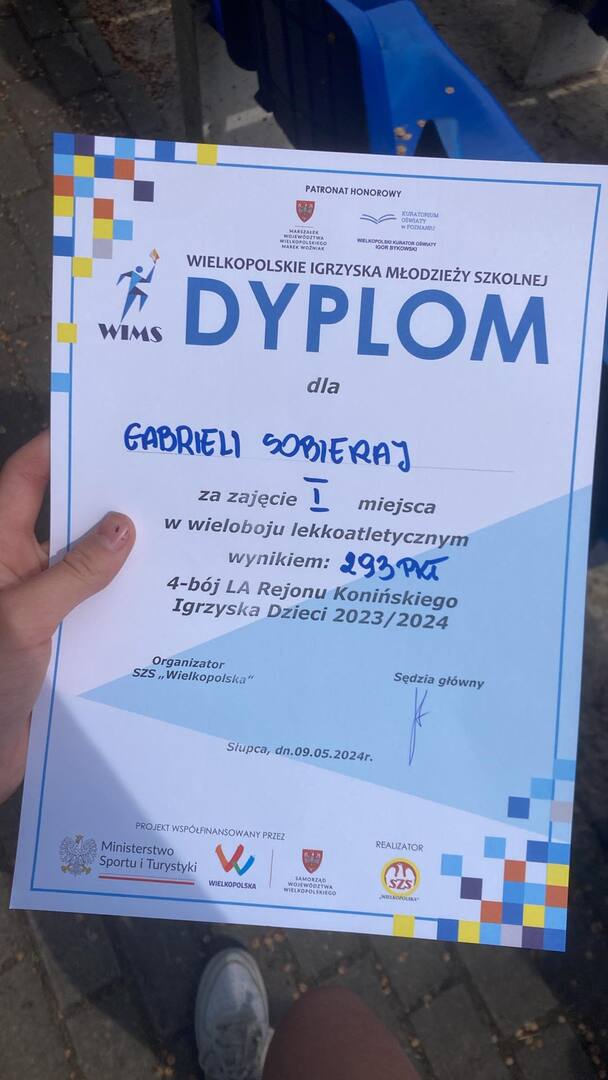 PATRONAT HONOROWY
MARSZAŁEK
WOJEWÓDZTWA
WIELKOPOLSKIEGO
MAREK WOŹNIAK
KURATORIUM
OŚWIATY
w POZNANIU
WIELKOPOLSKI KURATOR OŚWIATY
IGOR BYKOWSKI
WIELKOPOLSKIE IGRZYSKA MŁODZIEŻY SZKOLNEJ
WIMS
DYPLOM
dla
GABRIELI SOBIERAJ
za zajęcie I miejsca
w wieloboju lekkoatletycznym
wynikiem: 293 PKT
4-bój LA Rejonu Konińskiego
Igrzyska Dzieci 2023/2024
Organizator
SZS „Wielkopolska"
Sędzia główny
Słupca, dn.09.05.2024r.
PROJEKT WSPÓŁFINANSOWANY PRZEZ
Ministerstwo
Sportu i Turystyki
WIELKOPOLSKA
SAMORZĄD
WOJEWÓDZTWA
WIELKOPOLSKIEGO
REALIZATOR
SZS
„WIELKOPOLSKA"